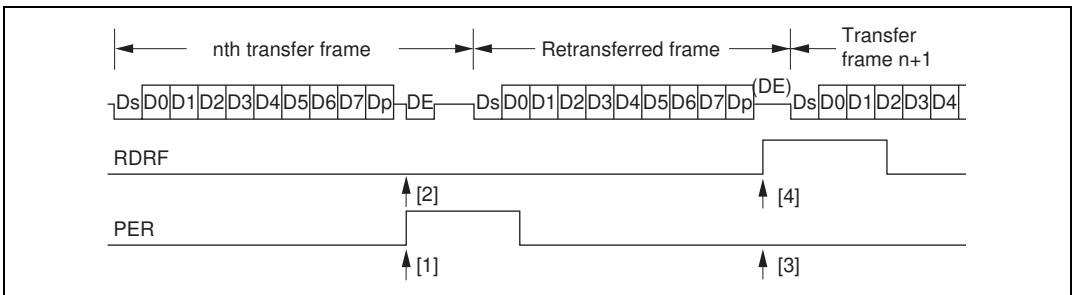 nth transfer frame Retransferred frame Transfer
frame n+1
Ds D0 D1 D2 D3 D4 D5 D6 D7 Dp DE Ds D0 D1 D2 D3 D4 D5 D6 D7 Dp (DE) Ds D0 D1 D2 D3 D4
RDRF
[2] [4]
PER
[1] [3]